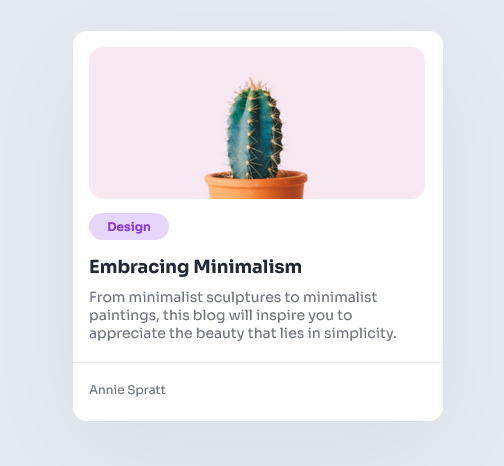 Design
Embracing Minimalism
From minimalist sculptures to minimalist
paintings, this blog will inspire you to
appreciate the beauty that lies in simplicity.
Annie Spratt